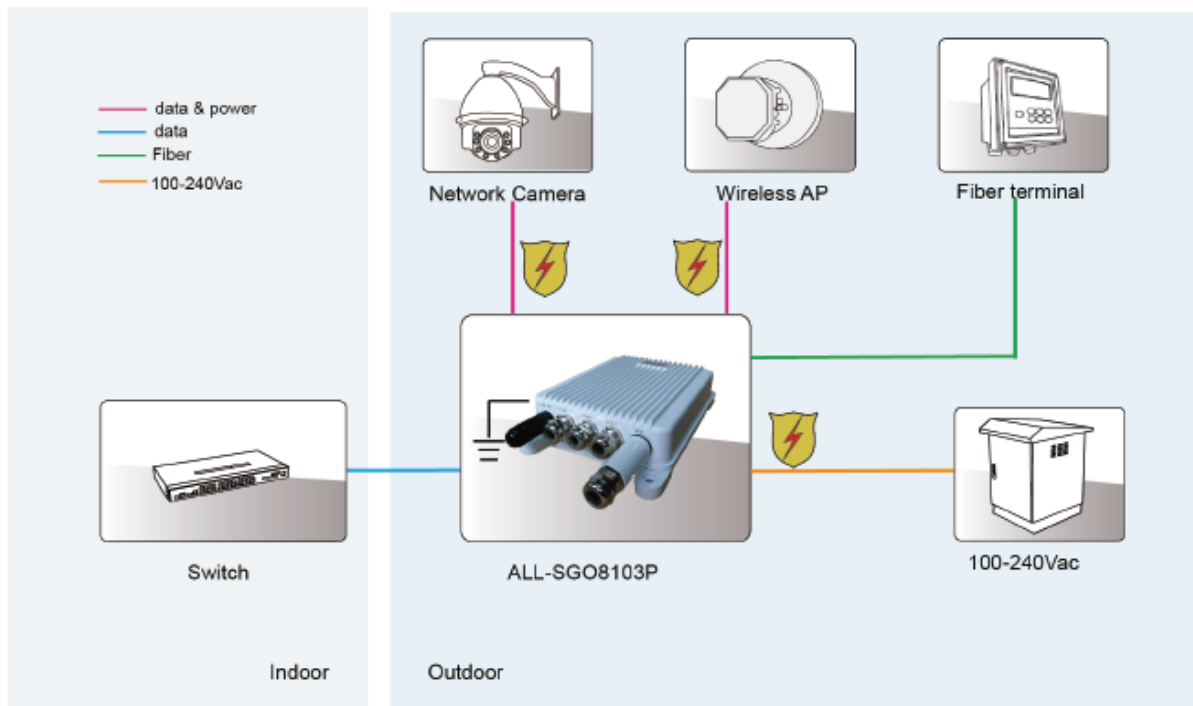 data & power
data
Fiber
100-240Vac
Network Camera
Wireless AP
Fiber terminal
Switch
ALL-SGO8103P
100-240Vac
Indoor
Outdoor